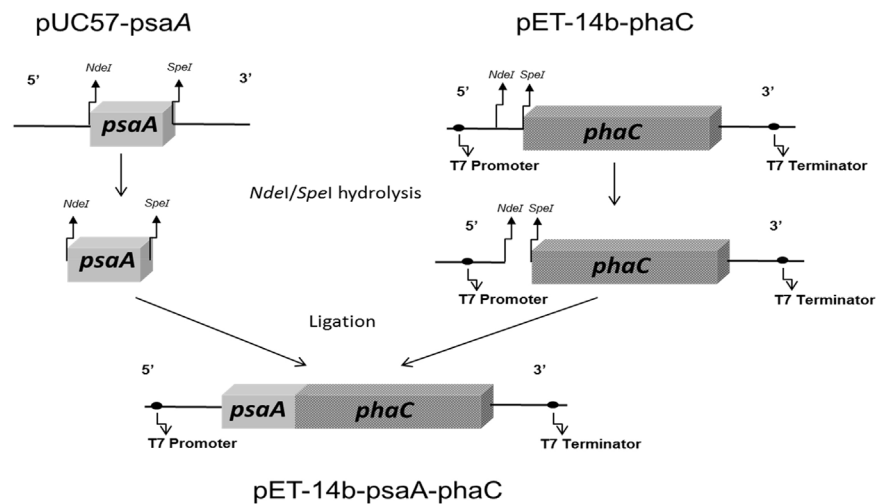 pUC57-psaA
pET-14b-phaC
5’
NdeI
SpeI
3’
psaA
5’
NdeI
SpeI
3’
phaC
T7 Promoter
T7 Terminator
NdeI/SpeI hydrolysis
NdeI
SpeI
psaA
5’
NdeI
SpeI
3’
phaC
T7 Promoter
T7 Terminator
Ligation
5’
3’
psaA
phaC
T7 Promoter
T7 Terminator
pET-14b-psaA-phaC